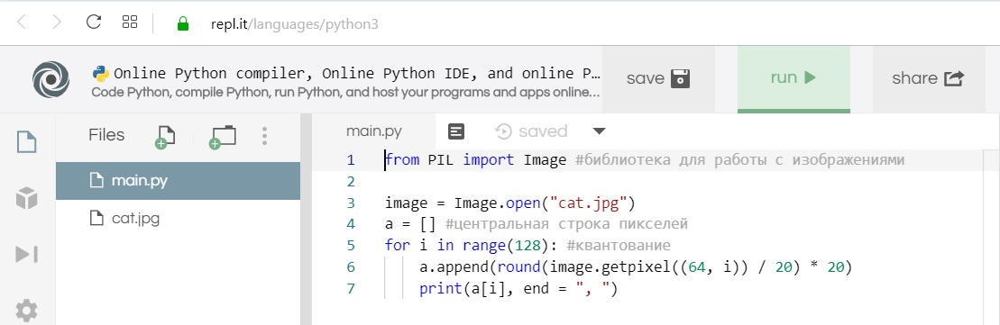 repl.it/languages/python3
Online Python compiler, Online Python IDE, and online P...
Code Python, compile Python, run Python, and host your programs and apps online...
save
run
share
Files
main.py
cat.jpg
main.py
saved
1 from PIL import Image #библиотека для работы с изображениями
2
3 image = Image.open("cat.jpg")
4 a = [] #центральная строка пикселей
5 for i in range(128): #квантование
6 a.append(round(image.getpixel((64, i)) / 20) * 20)
7 print(a[i], end = ", ")